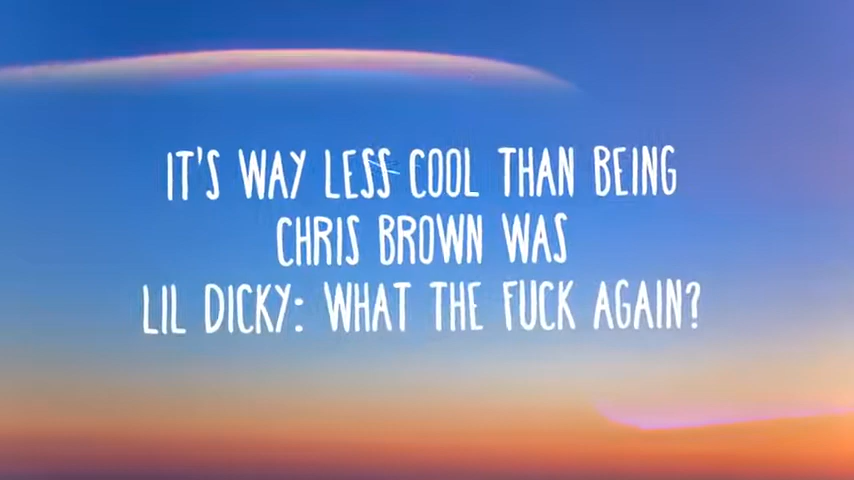 IT'S WAY LESS COOL THAN BEING
CHRIS BROWN WAS
LIL DICKY: WHAT THE FUCK AGAIN?